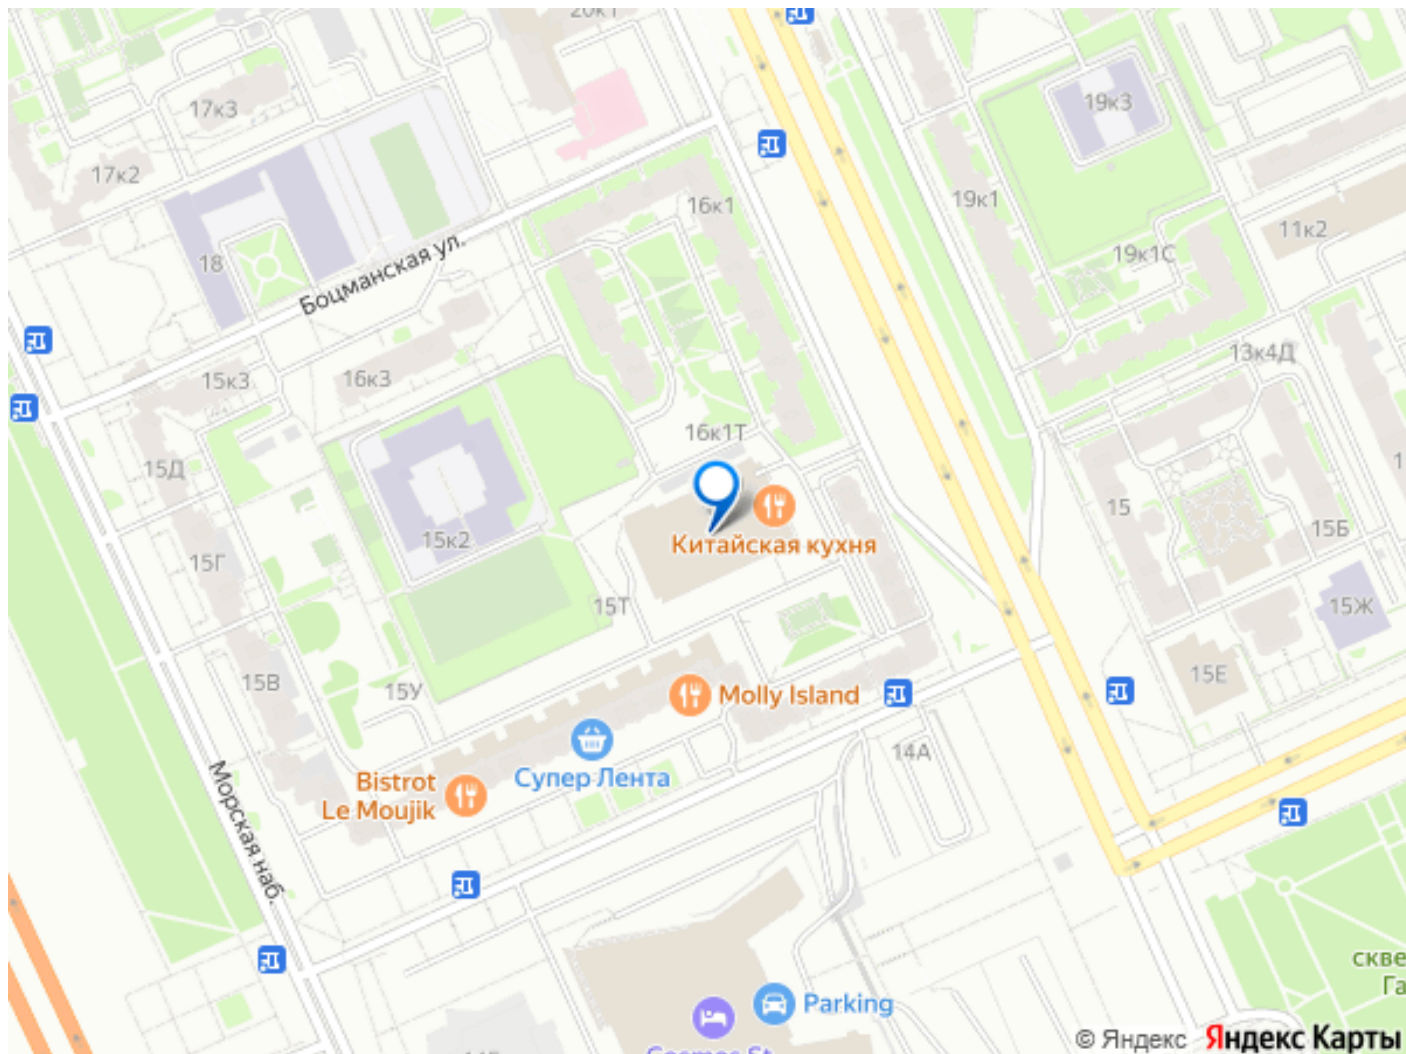 17к3
19к3
17к2
16к1
19к1
11к2
18
19к1С
Боцманская ул.
13к4Д
15к3
16к3
16к1Т
15Д
15
15Б
Китайская кухня
15к2
15Г
15Т
15Ж
15Е
15В
15У
Molly Island
14А
Супер Лента
Bistrot
Le Moujik
Морская наб.
Parking
© Яндекс Яндекс Карты